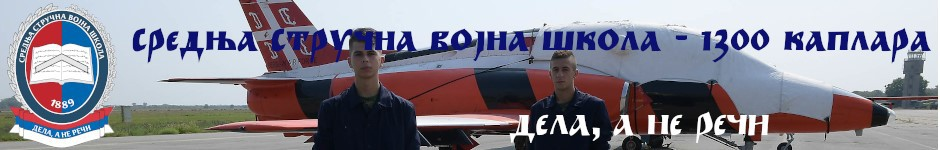 СРЕДЊА СТРУЧНА ВОЈНА ШКОЛА
1889
ДЕЛА, А НЕ РЕЧИ
средња стручна војна школа - 1300 каплара
дела, а не речи